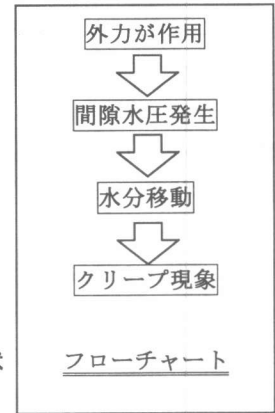 外力が作用
間隙水圧発生
水分移動
クリープ現象
フローチャート